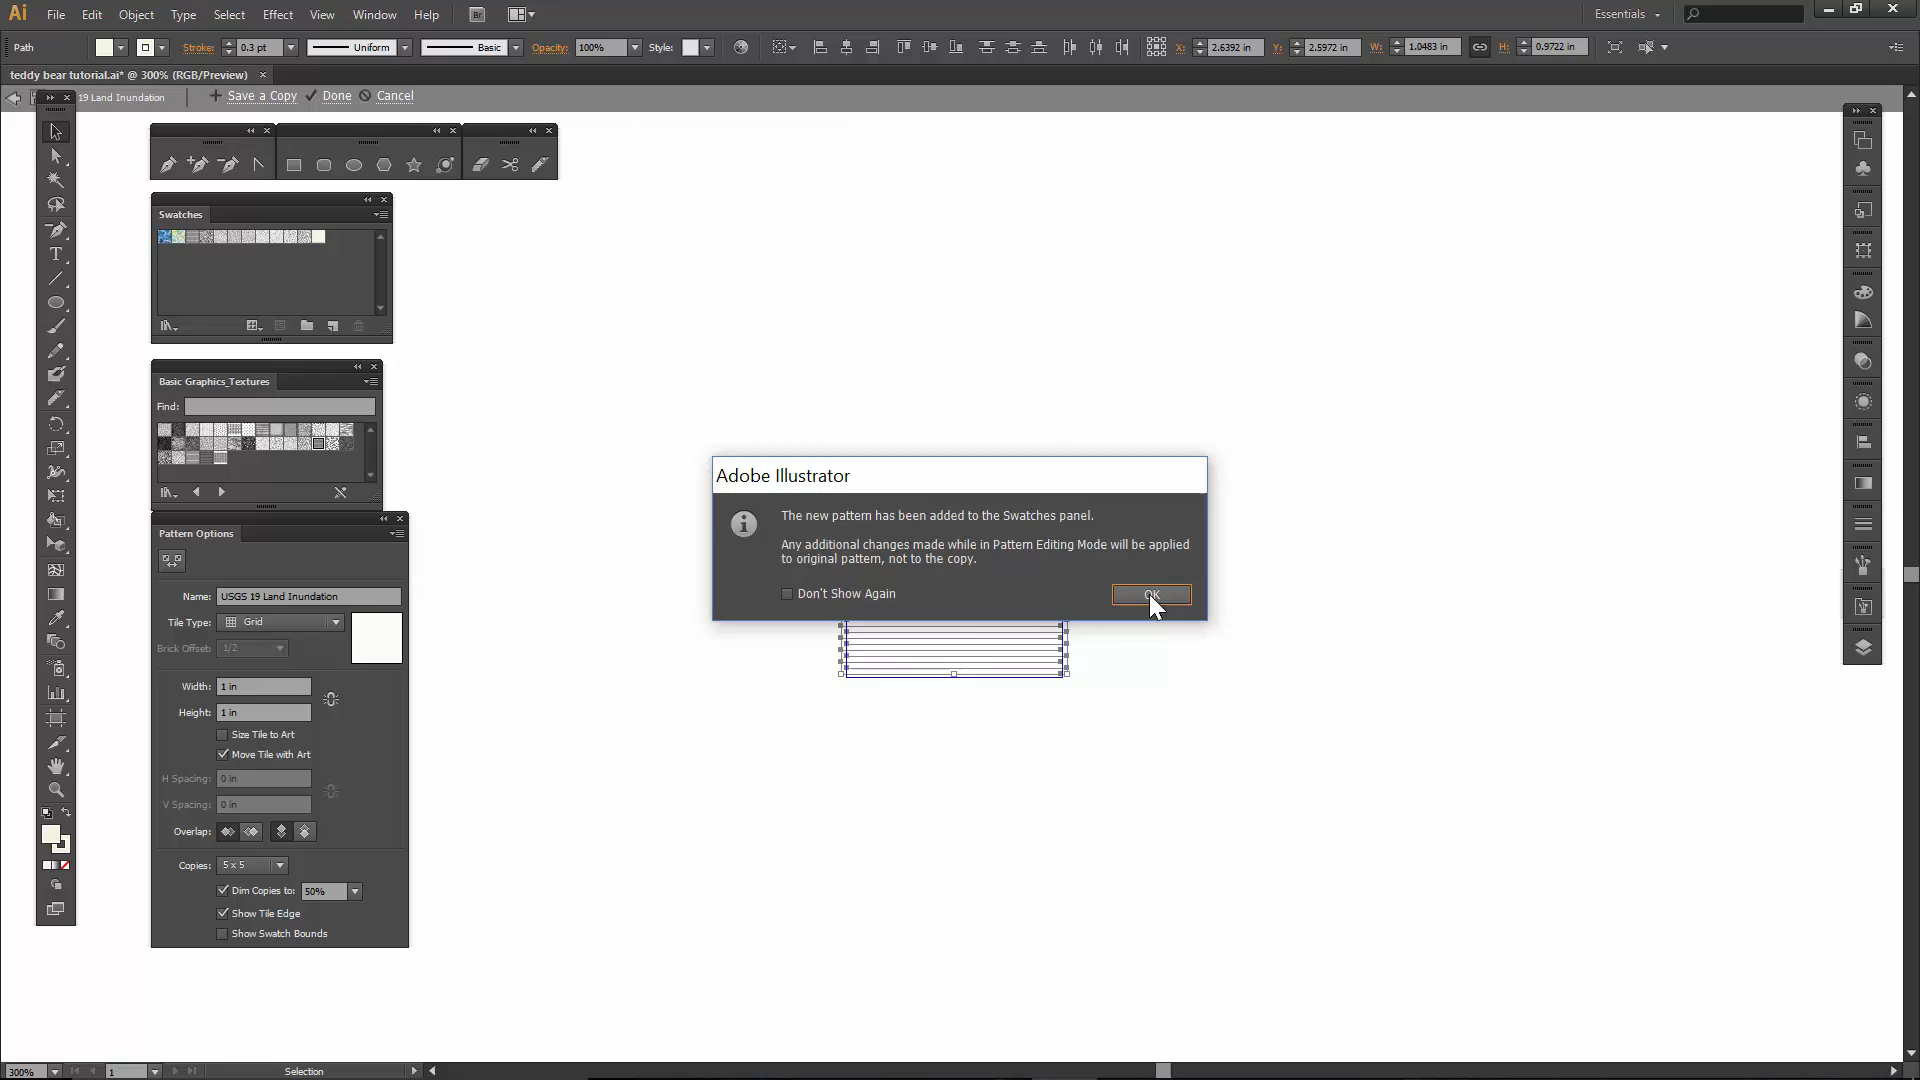 Ai File Edit Object Type Select Effect View Window Help Br Essentials
Path Stroke: 0.3 pt Uniform Basic Opacity: 100% Style: X: 2.6392 in Y: 2.5972 in W: 1.0483 in H: 0.9722 in
teddy bear tutorial.ai* @ 300% (RGB/Preview)
19 Land Inundation Save a Copy Done Cancel
Swatches
Basic Graphics_Textures
Find:
Adobe Illustrator
The new pattern has been added to the Swatches panel.
Any additional changes made while in Pattern Editing Mode will be applied
to original pattern, not to the copy.
Don't Show Again OK
Pattern Options
Name: USGS 19 Land Inundation
Tile Type: Grid
Brick Offset: 1/2
Width: 1 in
Height: 1 in
Size Tile to Art
Move Tile with Art
H Spacing: 0 in
V Spacing: 0 in
Overlap:
Copies: 5 x 5
Dim Copies to: 50%
Show Tile Edge
Show Swatch Bounds
300% 1 Selection